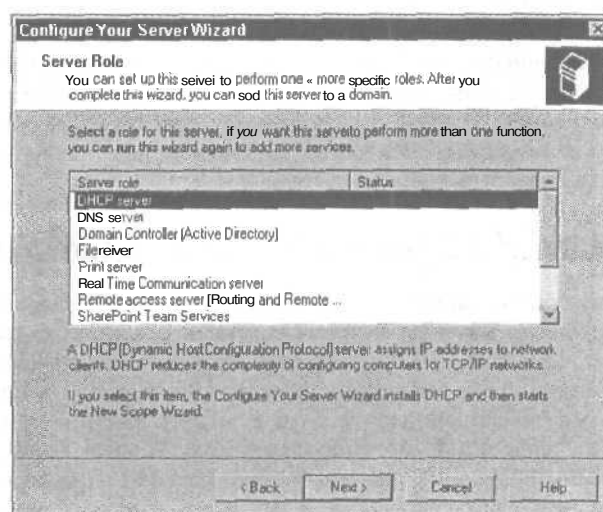 Configure Your Server Wizard
Server Role
You can set up this seivei to perform one « more specific roles. After you
complete this wizard, you can sod this server to a domain.
Select a role for this server, if you want this serveito perform more than one function,
you can run this wizard again to add more services.
Server role Status
DHCP server
DNS servei
Domain Controller (Active Directory]
Filereiver
Print server
Real Time Communication server
Remote access server [Routing and Remote ...
SharePoint Team Services
A DHCP [Dynamic Host Configuration Protocol] server assigns IP addresses to network
clients. DHCP reduces the complexity of configuring computers for TCP/IP networks.
If you select this item, the Configure Your Server Wizard installs DHCP and then starts
the New Scope Wizard.
< Back Next > Cancel Help